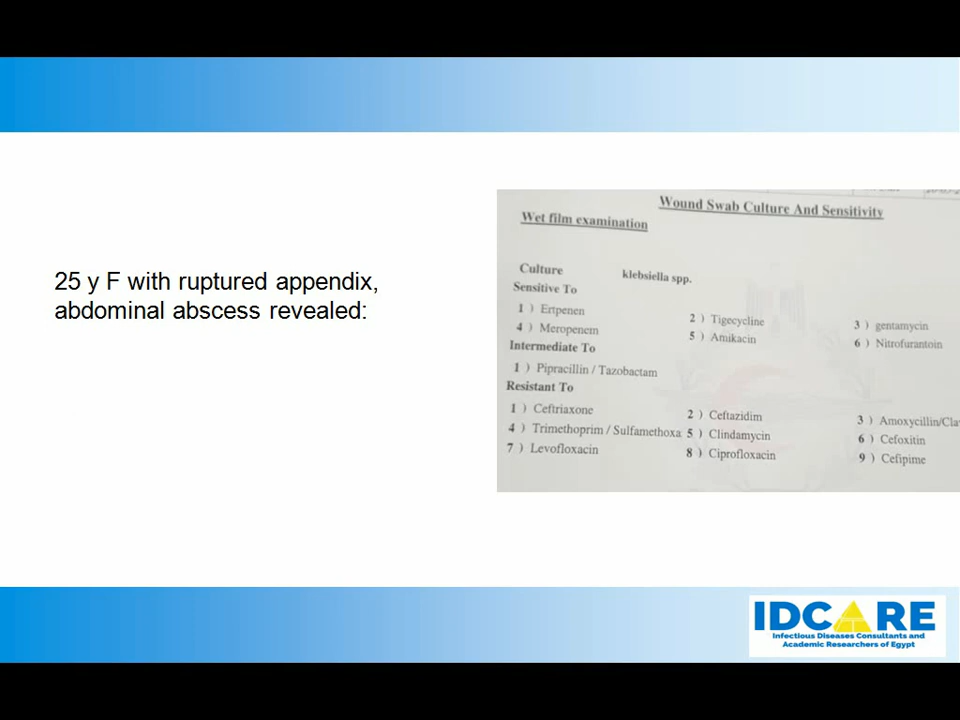 25 y F with ruptured appendix,
abdominal abscess revealed:
Wound Swab Culture And Sensitivity
Wet film examination
Culture klebsiella spp.
Sensitive To
1 ) Ertpenen 2 ) Tigecycline 3 ) gentamycin
4 ) Meropenem 5 ) Amikacin 6 ) Nitrofurantoin
Intermediate To
1 ) Pipracillin / Tazobactam
Resistant To
1 ) Ceftriaxone 2 ) Ceftazidim 3 ) Amoxycillin/Cla
4 ) Trimethoprim / Sulfamethoxa 5 ) Clindamycin 6 ) Cefoxitin
7 ) Levofloxacin 8 ) Ciprofloxacin 9 ) Cefipime
IDCARE
Infectious Diseases Consultants and
Academic Researchers of Egypt